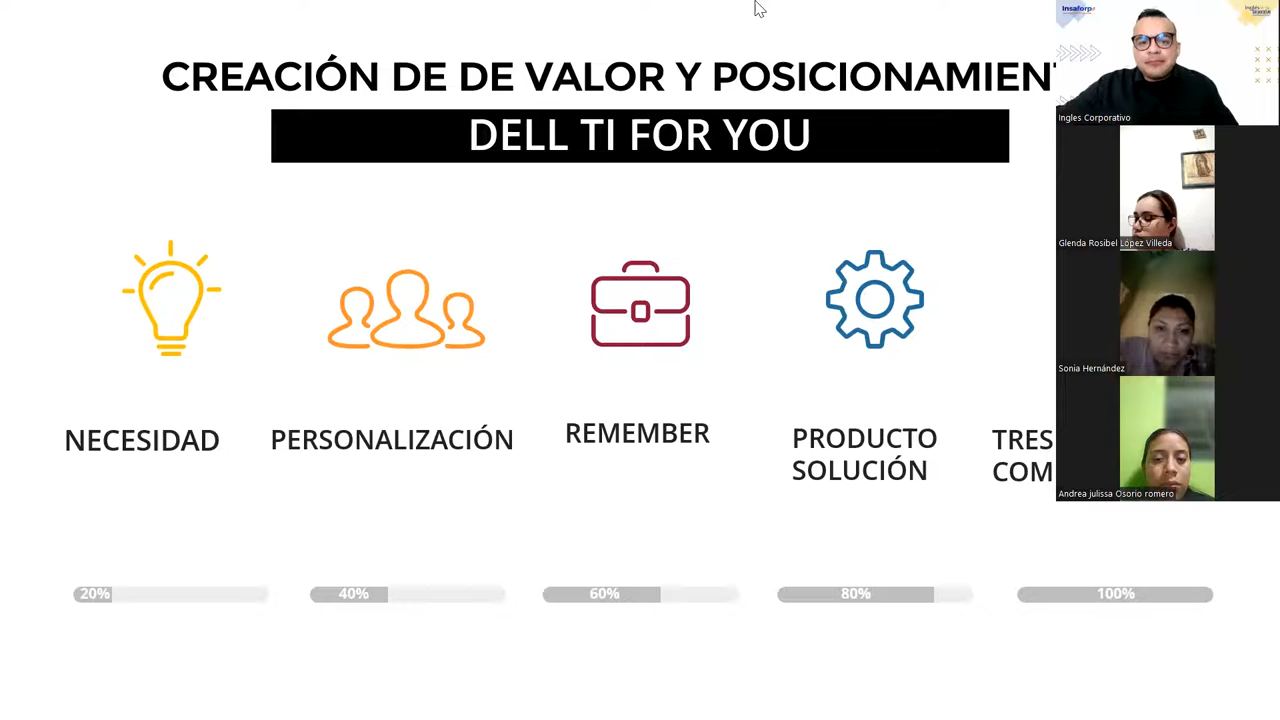 CREACIÓN DE DE VALOR Y POSICIONAMIEN
DELL TI FOR YOU
NECESIDAD
PERSONALIZACIÓN
REMEMBER
PRODUCTO
SOLUCIÓN
TRES
COM
20%
40%
60%
80%
100%
Insaforp
Ingles Corporativo
Glenda Rosibel López Villeda
Sonia Hernández
Andrea julissa Osorio romero